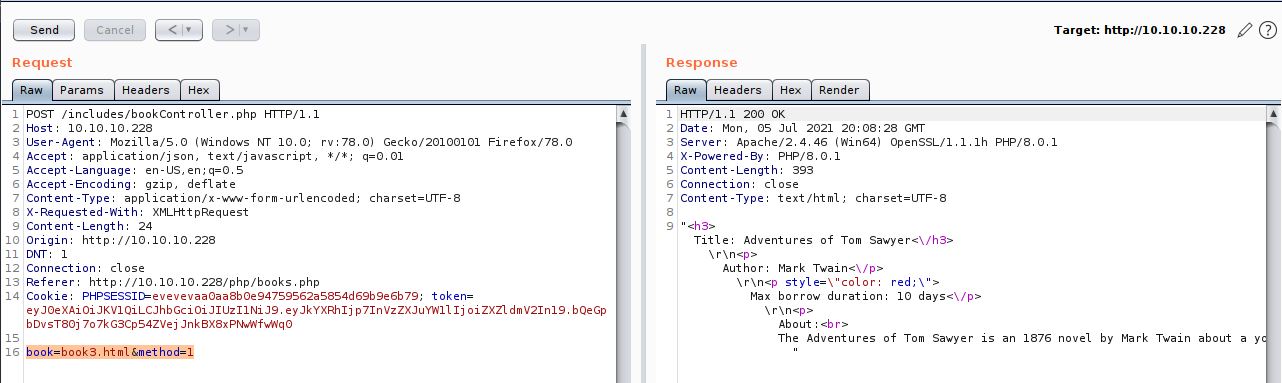 Send Cancel < > Target: http://10.10.10.228
Request
Raw Params Headers Hex
1 POST /includes/bookController.php HTTP/1.1
2 Host: 10.10.10.228
3 User-Agent: Mozilla/5.0 (Windows NT 10.0; rv:78.0) Gecko/20100101 Firefox/78.0
4 Accept: application/json, text/javascript, */*; q=0.01
5 Accept-Language: en-US,en;q=0.5
6 Accept-Encoding: gzip, deflate
7 Content-Type: application/x-www-form-urlencoded; charset=UTF-8
8 X-Requested-With: XMLHttpRequest
9 Content-Length: 24
10 Origin: http://10.10.10.228
11 DNT: 1
12 Connection: close
13 Referer: http://10.10.10.228/php/books.php
14 Cookie: PHPSESSID=evevevaa0aa8b0e94759562a5854d69b9e6b79; token=
eyJ0eXAiOiJKV1QiLCJhbGciOiJIUzI1NiJ9.eyJkYXRhIjp7InVzZXJuYW1lIjoiZXZldmV2In19.bQeGp
bDvsT80j7o7kG3Cp54ZVejJnkBX8xPNwWfwWq0
15
16 book=book3.html&method=1
Response
Raw Headers Hex Render
1 HTTP/1.1 200 OK
2 Date: Mon, 05 Jul 2021 20:08:28 GMT
3 Server: Apache/2.4.46 (Win64) OpenSSL/1.1.1h PHP/8.0.1
4 X-Powered-By: PHP/8.0.1
5 Content-Length: 393
6 Connection: close
7 Content-Type: text/html; charset=UTF-8
8
9 "<h3>
Title: Adventures of Tom Sawyer<\/h3>
\r\n<p>
Author: Mark Twain<\/p>
\r\n<p style=\"color: red;\">
Max borrow duration: 10 days<\/p>
\r\n<p>
About:<br>
The Adventures of Tom Sawyer is an 1876 novel by Mark Twain about a yo
"